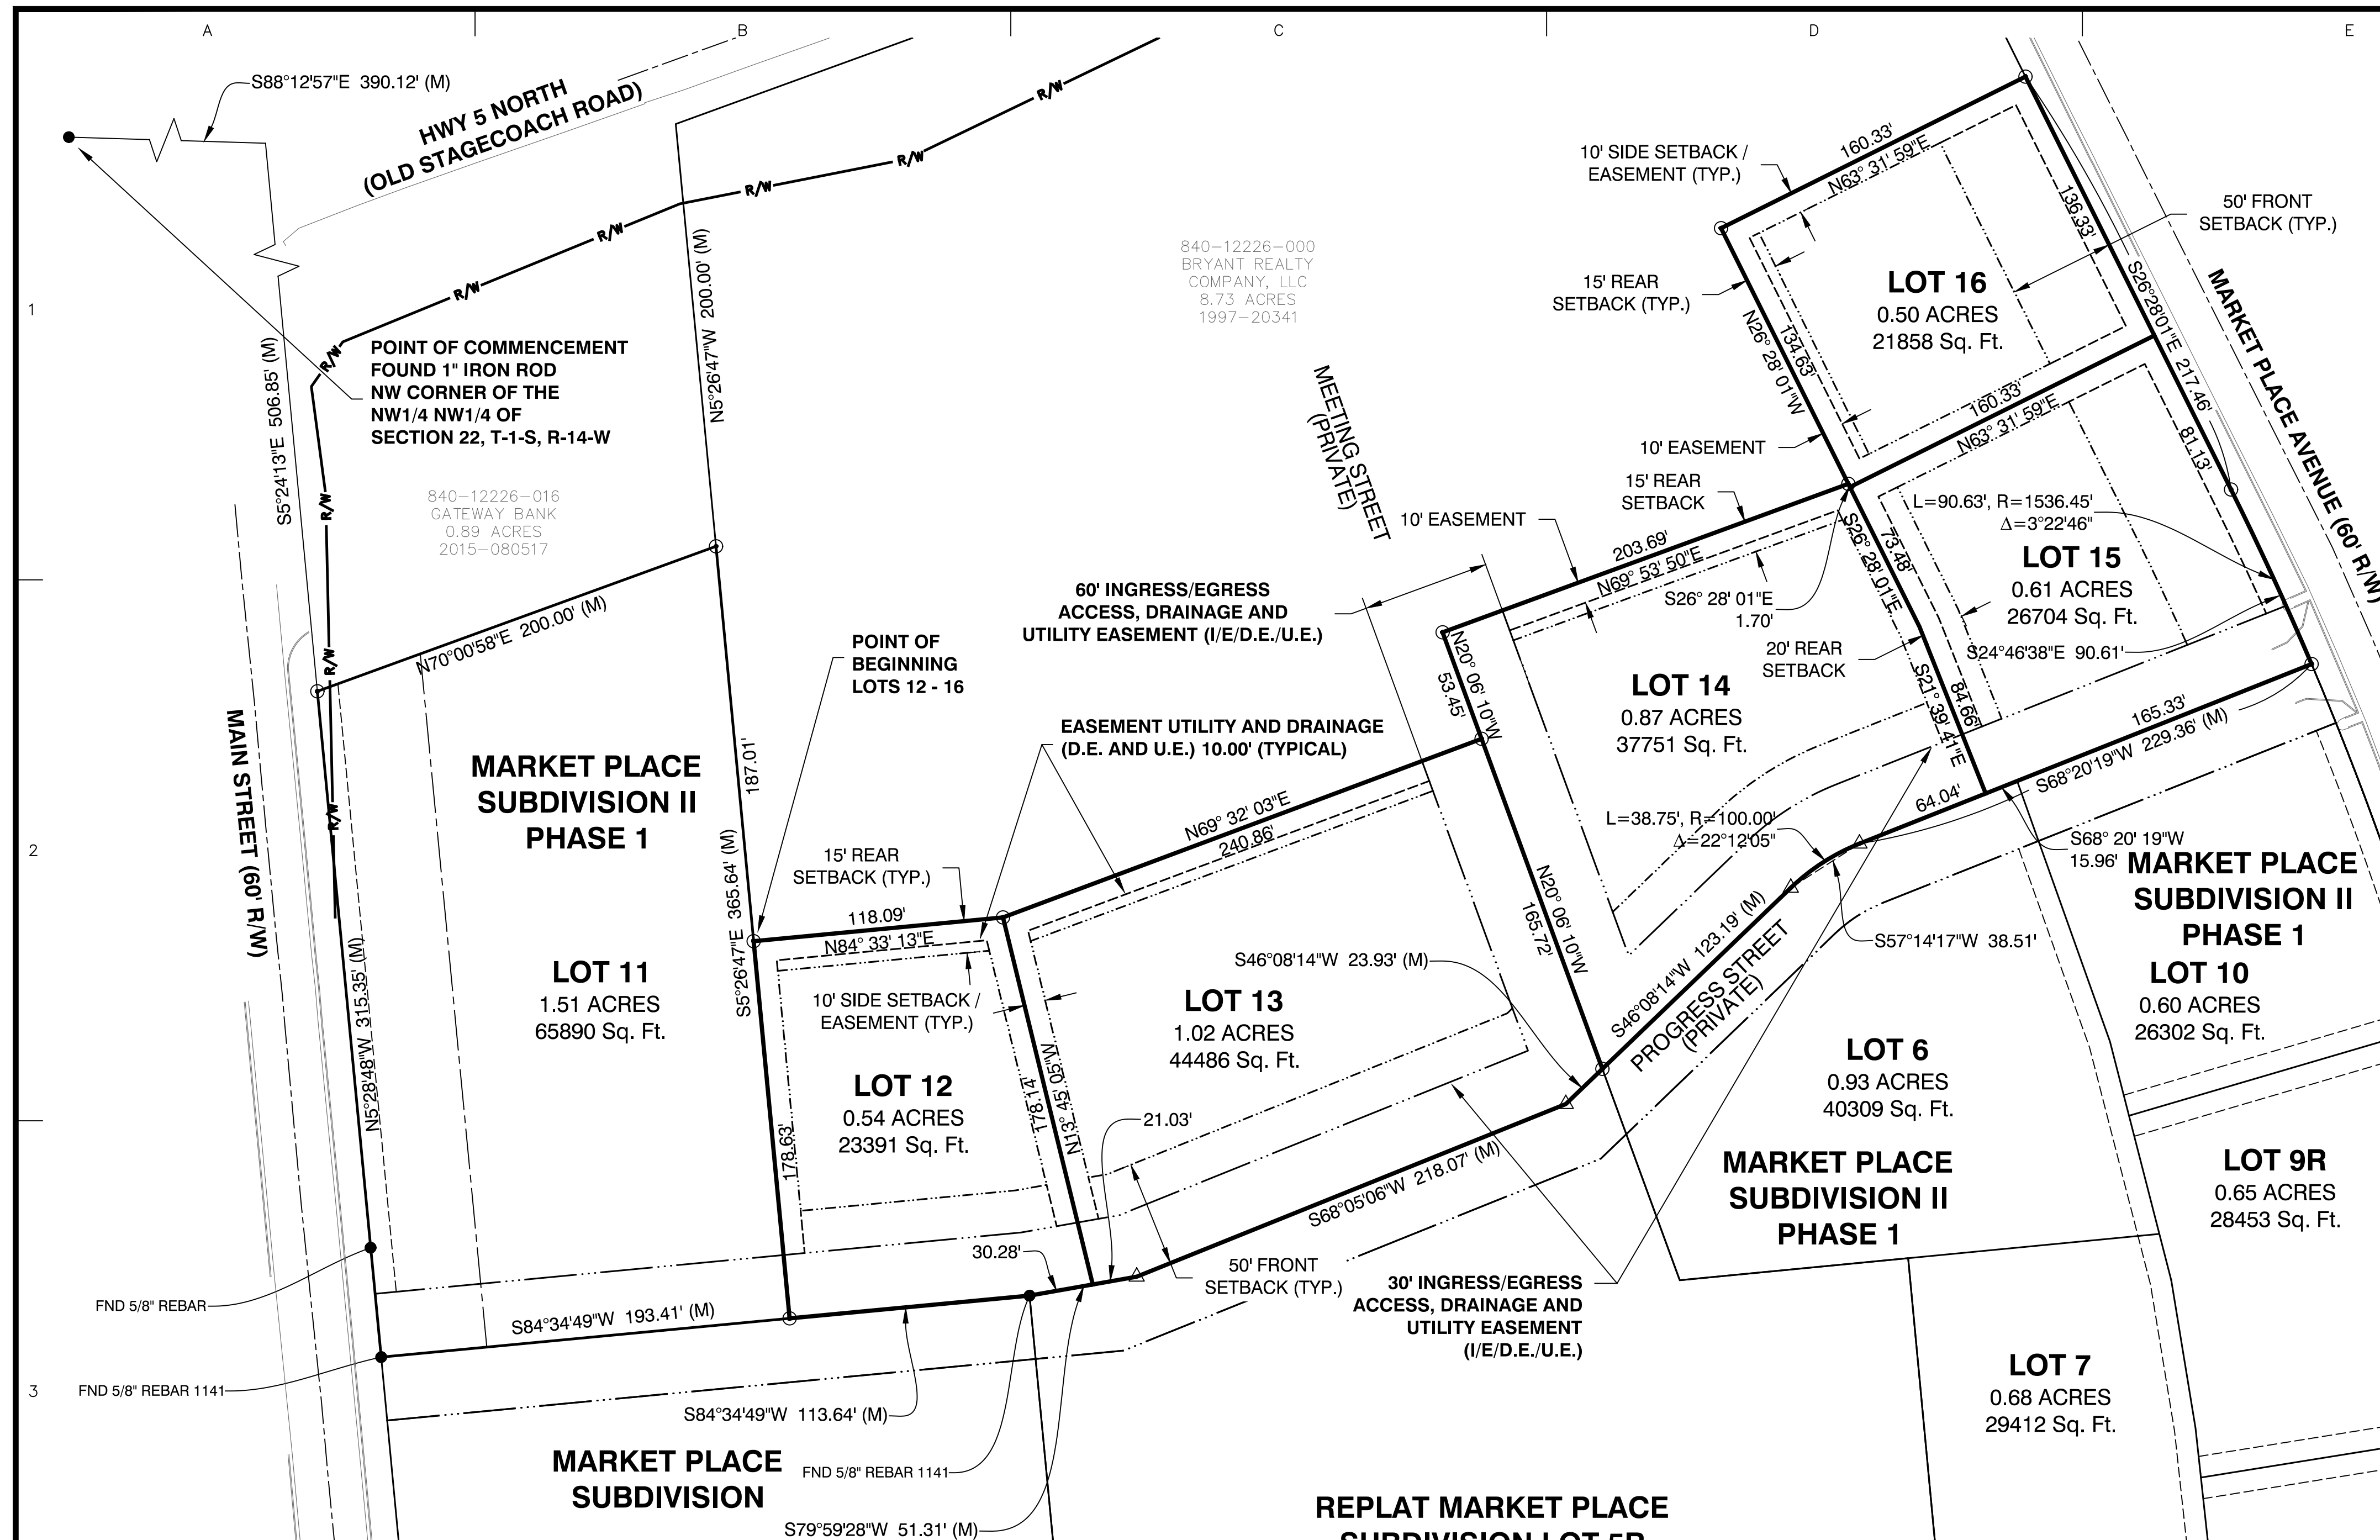 A
B
C
D
E
1
2
3
S88°12'57"E 390.12' (M)
HWY 5 NORTH
(OLD STAGECOACH ROAD)
R/W
R/W
R/W
R/W
R/W
R/W
R/W
R/W
R/W
S5°24'13"E 506.85' (M)
POINT OF COMMENCEMENT
FOUND 1" IRON ROD
NW CORNER OF THE
NW1/4 NW1/4 OF
SECTION 22, T-1-S, R-14-W
N5°26'47"W 200.00' (M)
840-12226-016
GATEWAY BANK
0.89 ACRES
2015-080517
840-12226-000
BRYANT REALTY
COMPANY, LLC
8.73 ACRES
1997-20341
N70°00'58"E 200.00' (M)
MAIN STREET (60' R/W)
MARKET PLACE
SUBDIVISION II
PHASE 1
187.01'
S5°26'47"E 365.64' (M)
N5°28'48"W 315.35' (M)
LOT 11
1.51 ACRES
65890 Sq. Ft.
POINT OF
BEGINNING
LOTS 12 - 16
60' INGRESS/EGRESS
ACCESS, DRAINAGE AND
UTILITY EASEMENT (I/E/D.E./U.E.)
EASEMENT UTILITY AND DRAINAGE
(D.E. AND U.E.) 10.00' (TYPICAL)
15' REAR
SETBACK (TYP.)
118.09'
N84° 33' 13"E
10' SIDE SETBACK /
EASEMENT (TYP.)
LOT 12
0.54 ACRES
23391 Sq. Ft.
178.63'
178.14'
N13° 45' 05"W
N69° 32' 03"E
240.86'
LOT 13
1.02 ACRES
44486 Sq. Ft.
S46°08'14"W 23.93' (M)
21.03'
30.28'
50' FRONT
SETBACK (TYP.)
S68°05'06"W 218.07' (M)
30' INGRESS/EGRESS
ACCESS, DRAINAGE AND
UTILITY EASEMENT
(I/E/D.E./U.E.)
FND 5/8" REBAR
FND 5/8" REBAR 1141
S84°34'49"W 193.41' (M)
S84°34'49"W 113.64' (M)
FND 5/8" REBAR 1141
S79°59'28"W 51.31' (M)
MARKET PLACE
SUBDIVISION
REPLAT MARKET PLACE
SUBDIVISION LOT 5R
MEETING STREET
(PRIVATE)
10' SIDE SETBACK /
EASEMENT (TYP.)
160.33'
N63° 31' 59"E
136.33'
50' FRONT
SETBACK (TYP.)
LOT 16
0.50 ACRES
21858 Sq. Ft.
15' REAR
SETBACK (TYP.)
N26° 28' 01"W
134.63'
S26°28'01"E 217.46'
MARKET PLACE AVENUE (60' R/W)
10' EASEMENT
15' REAR
SETBACK
10' EASEMENT
160.33'
N63° 31' 59"E
81.13'
L=90.63', R=1536.45'
Δ=3°22'46"
LOT 15
0.61 ACRES
26704 Sq. Ft.
S24°46'38"E 90.61'
203.69'
N69° 53' 50"E
S26° 28' 01"E
1.70'
S26° 28' 01"E
73.48'
20' REAR
SETBACK
S21° 39' 41"E
84.66'
N20° 06' 10"W
53.45'
LOT 14
0.87 ACRES
37751 Sq. Ft.
165.33'
S68°20'19"W 229.36' (M)
64.04'
L=38.75', R=100.00'
Δ=22°12'05"
S68° 20' 19"W
15.96'
S57°14'17"W 38.51'
N20° 06' 10"W
165.72'
S46°08'14"W 123.19' (M)
PROGRESS STREET
(PRIVATE)
MARKET PLACE
SUBDIVISION II
PHASE 1
LOT 10
0.60 ACRES
26302 Sq. Ft.
LOT 6
0.93 ACRES
40309 Sq. Ft.
MARKET PLACE
SUBDIVISION II
PHASE 1
LOT 9R
0.65 ACRES
28453 Sq. Ft.
LOT 7
0.68 ACRES
29412 Sq. Ft.